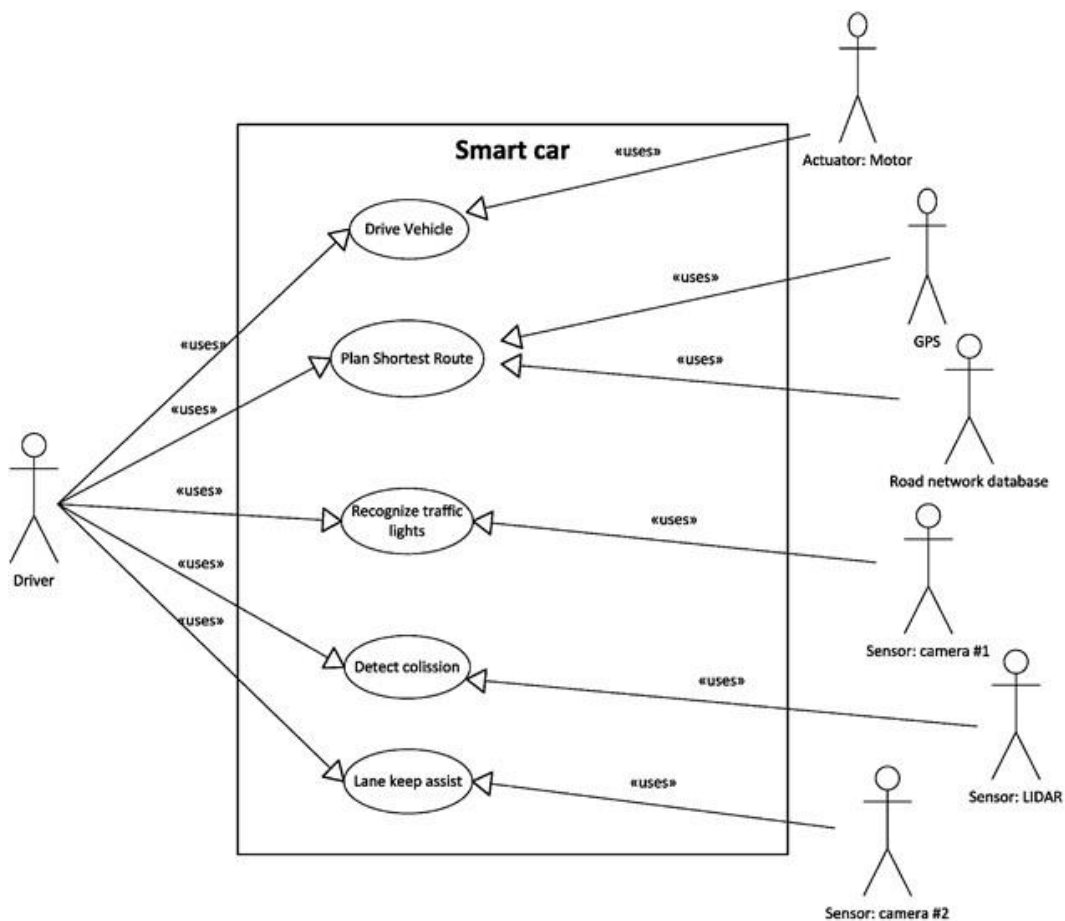 Smart car
«uses»
Actuator: Motor
Drive Vehicle
«uses»
GPS
«uses»
Plan Shortest Route
«uses»
«uses»
Road network database
«uses»
Recognize traffic
lights
«uses»
Driver
«uses»
Sensor: camera #1
«uses»
Detect colission
«uses»
Sensor: LIDAR
Lane keep assist
«uses»
Sensor: camera #2